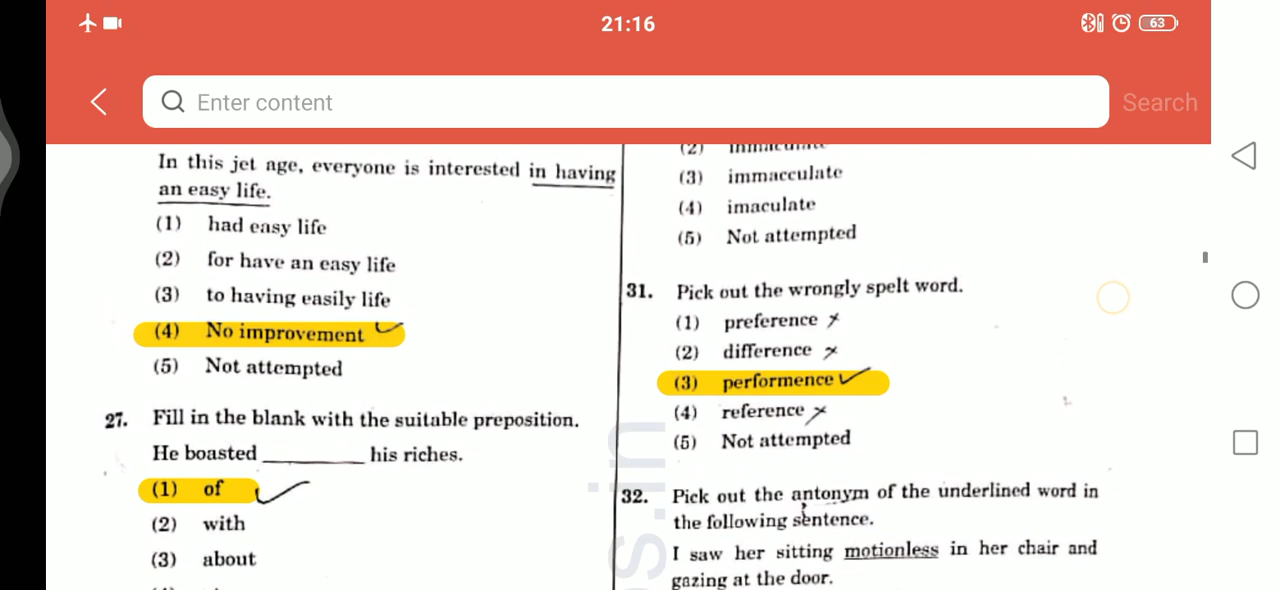 21:16
63
Enter content
Search
In this jet age, everyone is interested in having
an easy life.
(1) had easy life
(2) for have an easy life
(3) to having easily life
(4) No improvement
(5) Not attempted
27. Fill in the blank with the suitable preposition.
He boasted ________ his riches.
(1) of
(2) with
(3) about
(2)
(3) immacculate
(4) imaculate
(5) Not attempted
31. Pick out the wrongly spelt word.
(1) preference
(2) difference
(3) performence
(4) reference
(5) Not attempted
32. Pick out the antonym of the underlined word in
the following sentence.
I saw her sitting motionless in her chair and
gazing at the door.
s.in